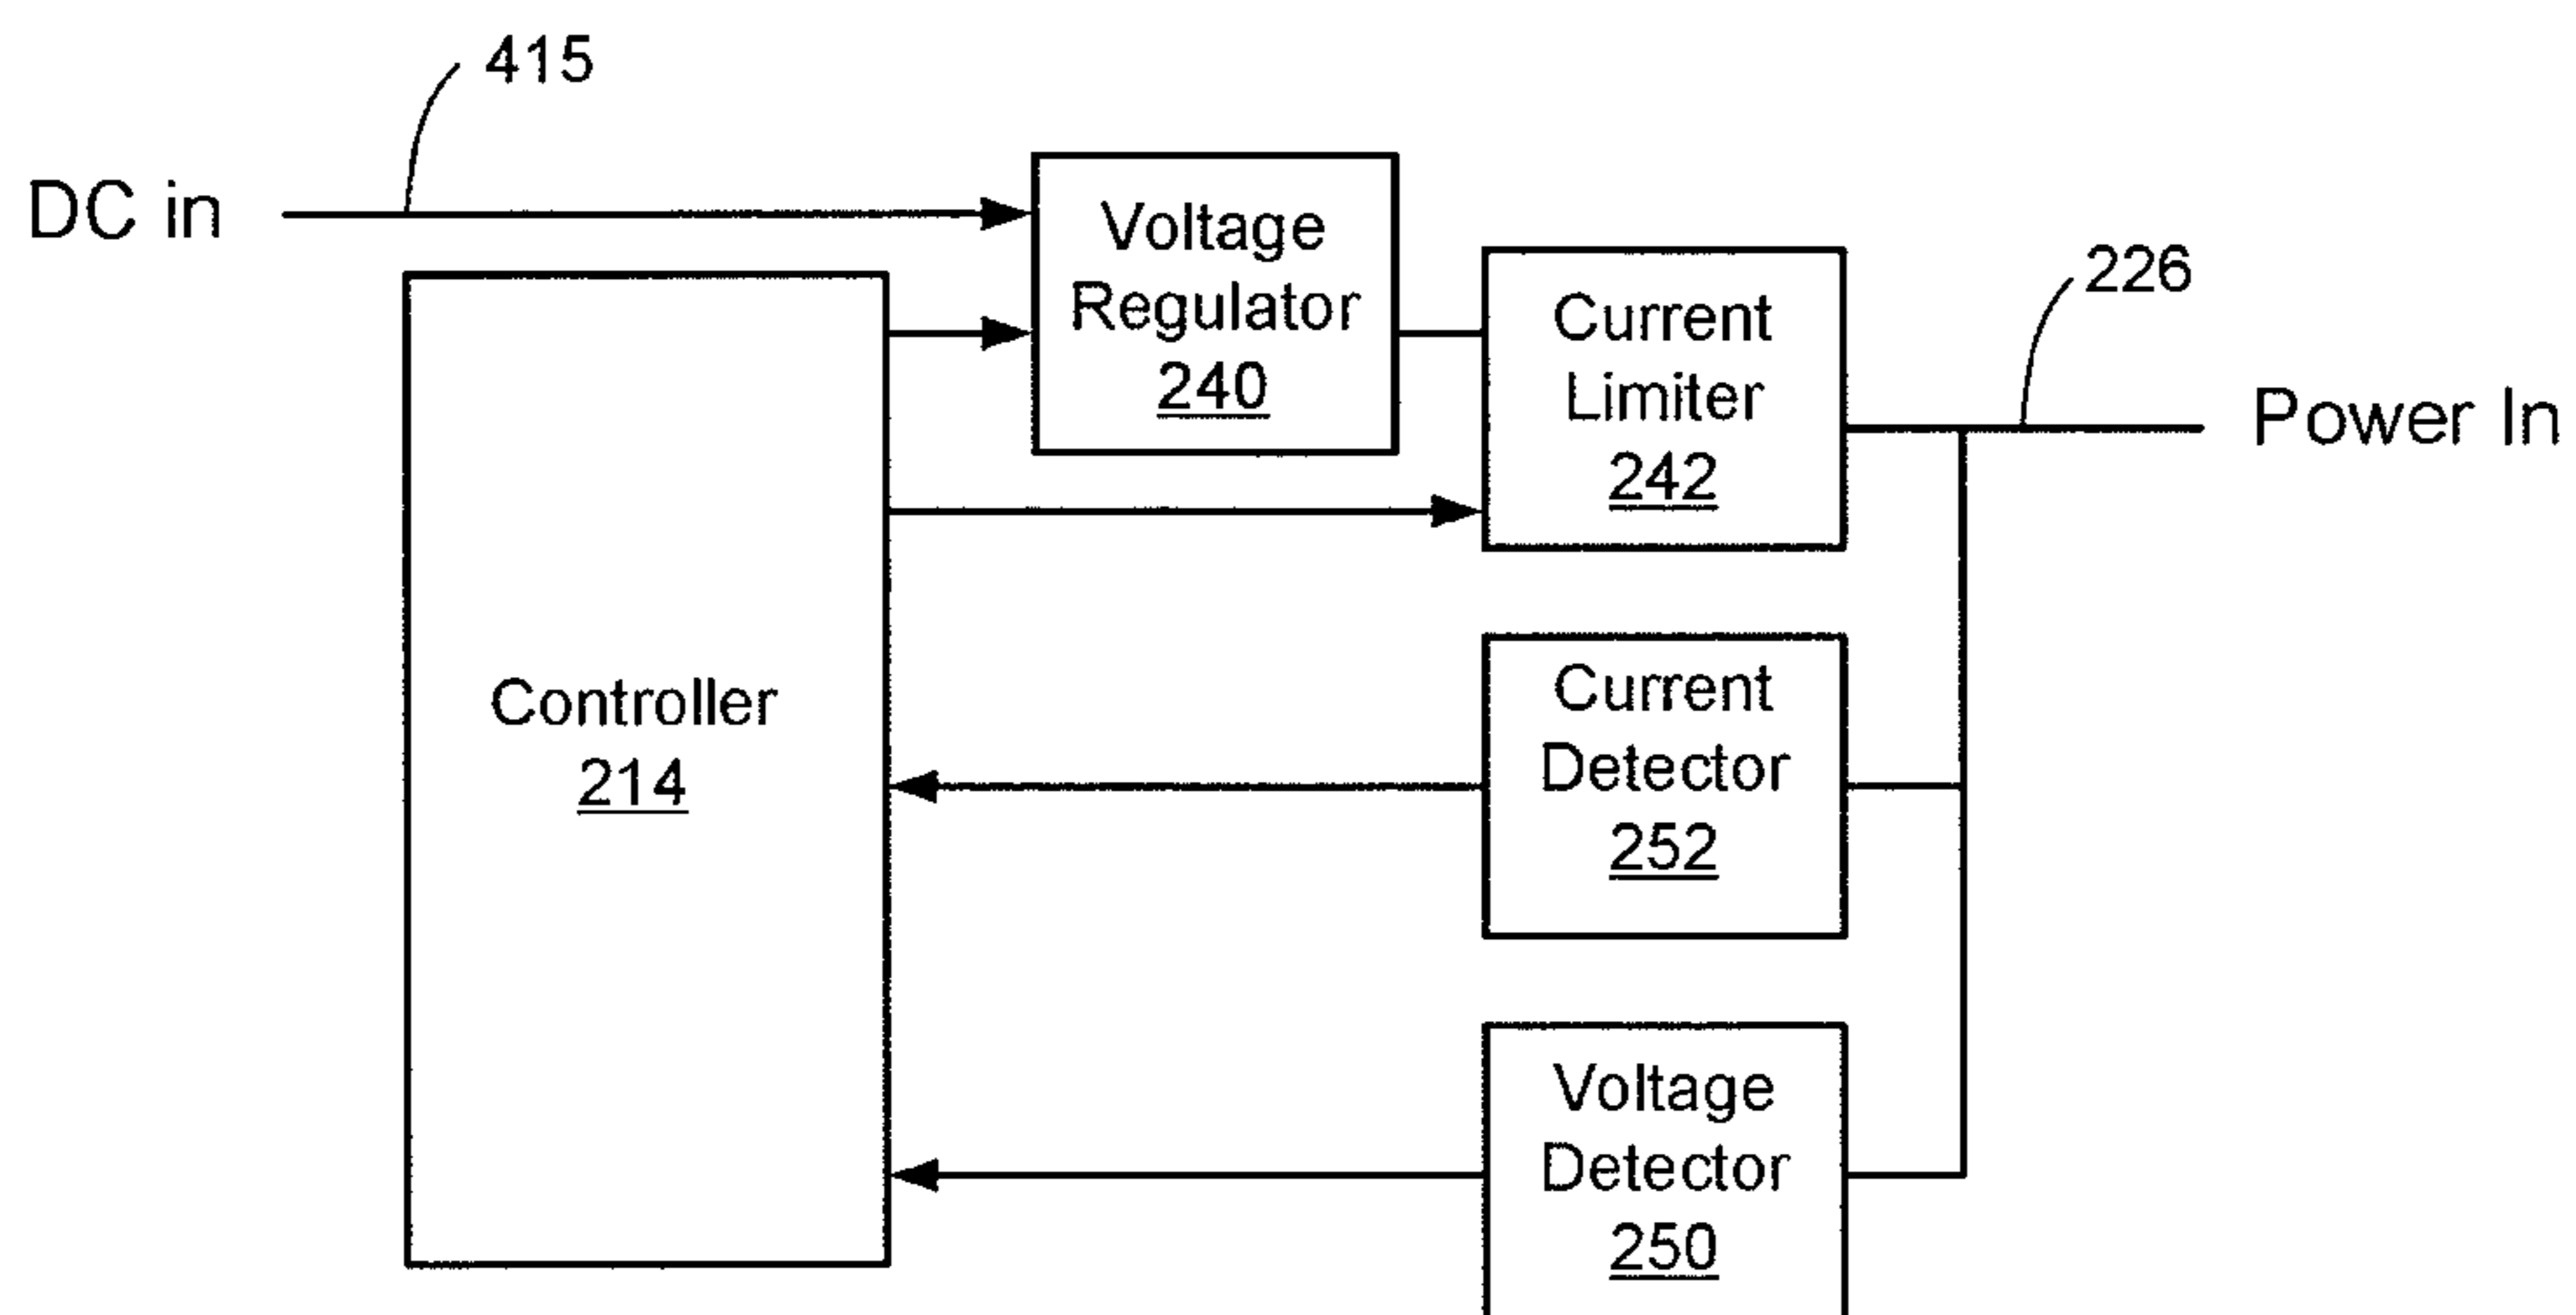 415
DC in
Voltage
Regulator
240
Current
Limiter
242
226
Power In
Controller
214
Current
Detector
252
Voltage
Detector
250